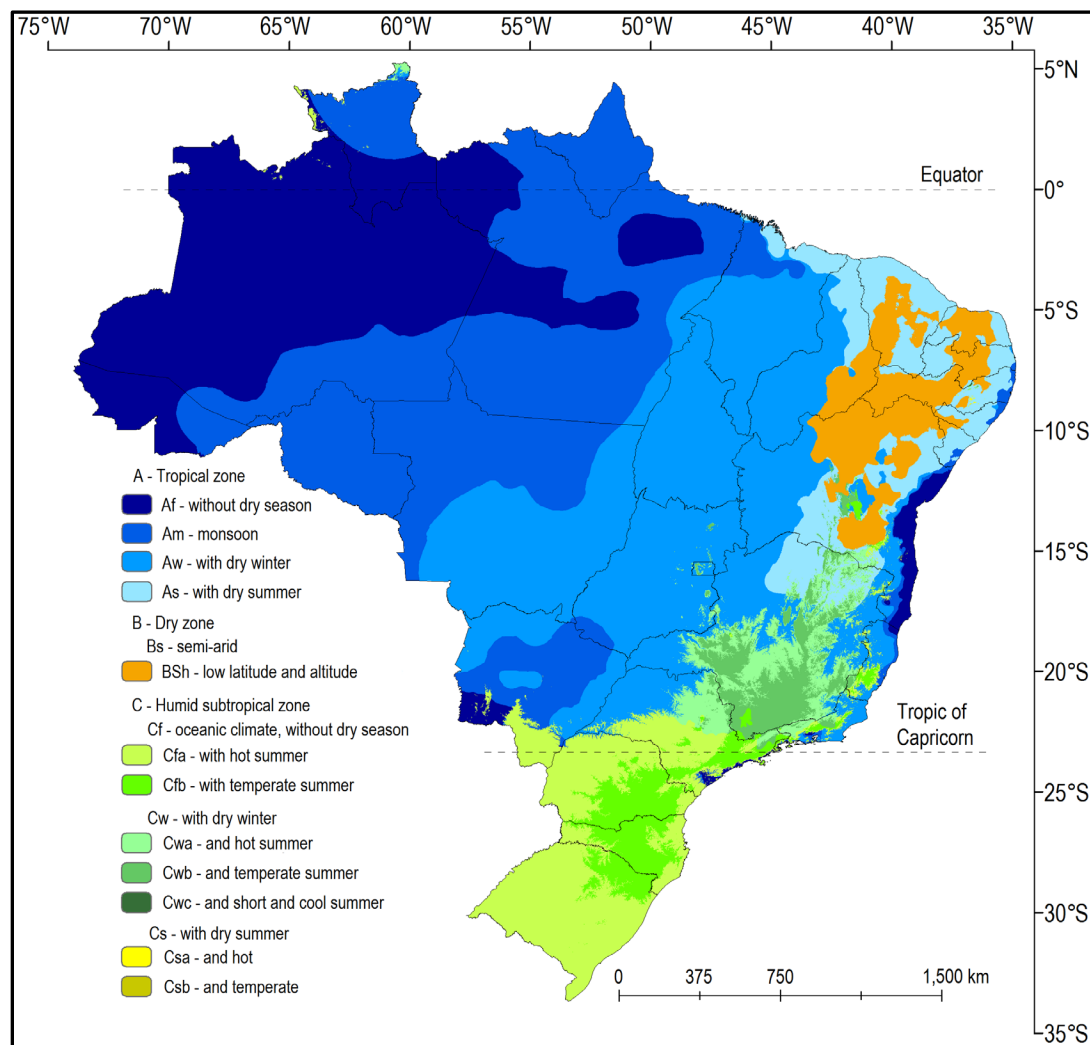 75°W 70°W 65°W 60°W 55°W 50°W 45°W 40°W 35°W
5°N
Equator
0°
5°S
10°S
A - Tropical zone
Af - without dry season
Am - monsoon
15°S
Aw - with dry winter
As - with dry summer
B - Dry zone
Bs - semi-arid
BSh - low latitude and altitude
20°S
C - Humid subtropical zone
Cf - oceanic climate, without dry season
Tropic of
Capricorn
Cfa - with hot summer
Cfb - with temperate summer
25°S
Cw - with dry winter
Cwa - and hot summer
Cwb - and temperate summer
Cwc - and short and cool summer
30°S
Cs - with dry summer
Csa - and hot
Csb - and temperate
0 375 750 1,500 km
35°S